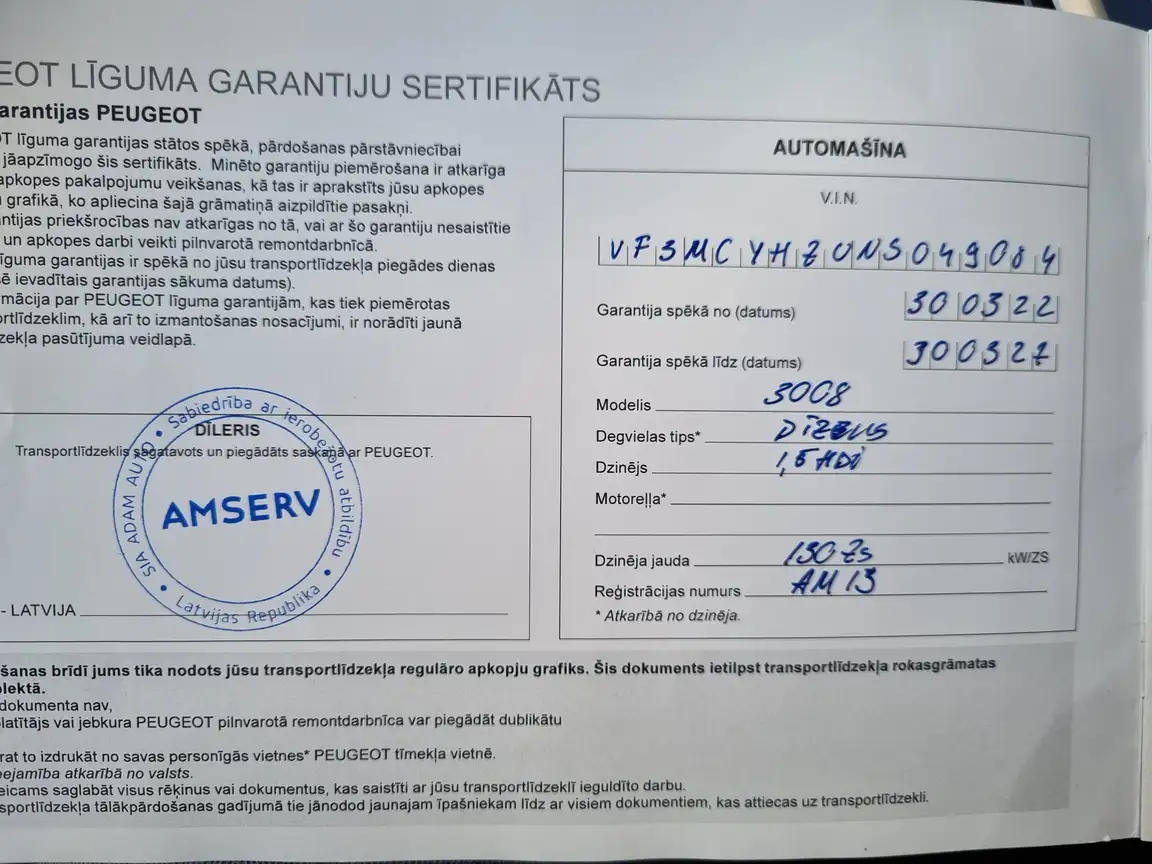 EOT LĪGUMA GARANTIJU SERTIFIKĀTS
arantijas PEUGEOT
OT līguma garantijas stātos spēkā, pārdošanas pārstāvniecībai
jāapzīmogo šis sertifikāts. Minēto garantiju piemērošana ir atkarīga
apkopes pakalpojumu veikšanas, kā tas ir aprakstīts jūsu apkopes
grafikā, ko apliecina šajā grāmatiņā aizpildītie pasakņi.
ntijas priekšrocības nav atkarīgas no tā, vai ar šo garantiju nesaistītie
un apkopes darbi veikti pilnvarotā remontdarbnīcā.
īguma garantijas ir spēkā no jūsu transportlīdzekļa piegādes dienas
ē ievadītais garantijas sākuma datums).
mācija par PEUGEOT līguma garantijām, kas tiek piemērotas
ortlīdzeklim, kā arī to izmantošanas nosacījumi, ir norādīti jaunā
zekļa pasūtījuma veidlapā.
DĪLERIS
Transportlīdzeklis sagatavots un piegādāts saskaņā ar PEUGEOT.
SIA ADAM AUTO • Sabiedrība ar ierobežotu atbildību • Latvijas Republika •
AMSERV
- LATVIJA
AUTOMAŠĪNA
V.I.N.
VF3MCYHZUNS049084
Garantija spēkā no (datums) 300322
Garantija spēkā līdz (datums) 300327
Modelis 3008
Degvielas tips* DĪZELIS
Dzinējs 1,5 HDi
Motoreļļa*
Dzinēja jauda 130 Zs kW/ZS
Reģistrācijas numurs AM 13
* Atkarībā no dzinēja.
šanas brīdī jums tika nodots jūsu transportlīdzekļa regulāro apkopju grafiks. Šis dokuments ietilpst transportlīdzekļa rokasgrāmatas
lektā.
dokumenta nav,
latītājs vai jebkura PEUGEOT pilnvarotā remontdarbnīca var piegādāt dublikātu
rat to izdrukāt no savas personīgās vietnes* PEUGEOT tīmekļa vietnē.
eejamība atkarībā no valsts.
eicams saglabāt visus rēķinus vai dokumentus, kas saistīti ar jūsu transportlīdzeklī ieguldīto darbu.
sportlīdzekļa tālākpārdošanas gadījumā tie jānodod jaunajam īpašniekam līdz ar visiem dokumentiem, kas attiecas uz transportlīdzekli.